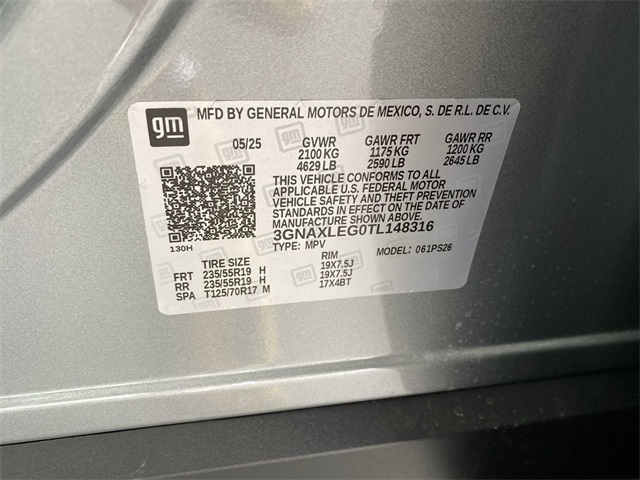 gm MFD BY GENERAL MOTORS DE MEXICO, S. DE R.L. DE C.V.
05/25 GVWR GAWR FRT GAWR RR
2100 KG 1175 KG 1200 KG
4629 LB 2590 LB 2645 LB
THIS VEHICLE CONFORMS TO ALL
APPLICABLE U.S. FEDERAL MOTOR
VEHICLE SAFETY AND THEFT PREVENTION
STANDARDS IN EFFECT ON THE DATE OF
MANUFACTURE SHOWN ABOVE.
3GNAXLEG0TL148316
130H TYPE: MPV MODEL: 061PS26
TIRE SIZE RIM
FRT 235/55R19 H 19X7.5J
RR 235/55R19 H 19X7.5J
SPA T125/70R17 M 17X4BT